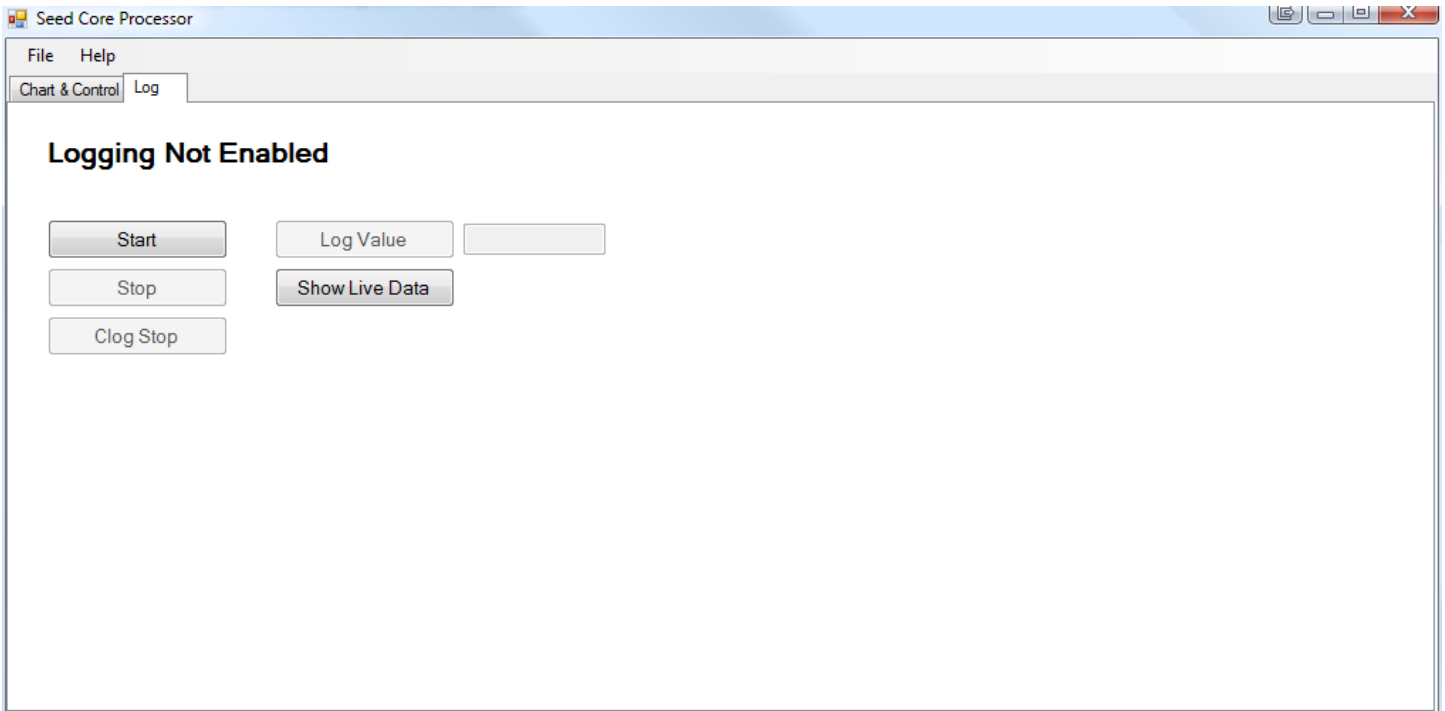 Seed Core Processor
File Help
Chart & Control Log
Logging Not Enabled
Start Log Value
Stop Show Live Data
Clog Stop